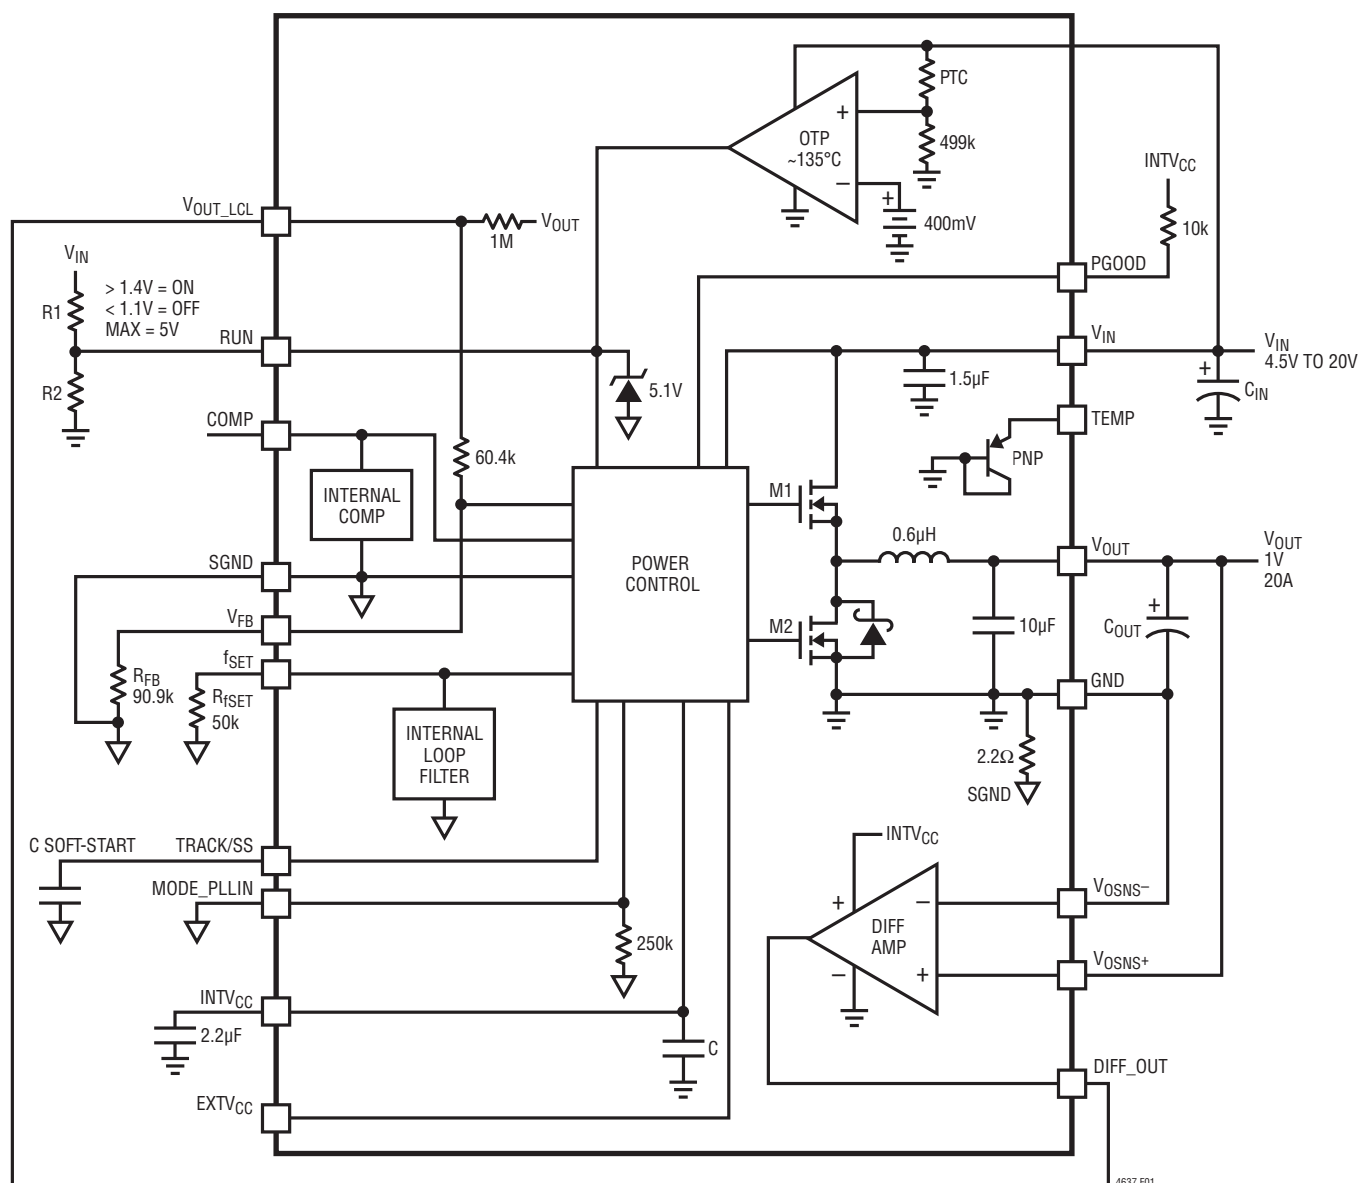 PTC
OTP
~135°C
+
499k
–
+
400mV
INTVCC
10k
PGOOD
VOUT_LCL
1M
VOUT
VIN
> 1.4V = ON
< 1.1V = OFF
MAX = 5V
R1
RUN
R2
5.1V
VIN
VIN
4.5V TO 20V
1.5µF
+
CIN
COMP
TEMP
PNP
60.4k
INTERNAL
COMP
M1
0.6µH
VOUT
VOUT
1V
20A
SGND
POWER
CONTROL
VFB
M2
10µF
+
COUT
fSET
RFB
90.9k
RfSET
50k
GND
INTERNAL
LOOP
FILTER
2.2Ω
SGND
C SOFT-START
TRACK/SS
INTVCC
MODE_PLLIN
+
–
DIFF
AMP
VOSNS–
250k
–
+
VOSNS+
INTVCC
2.2µF
C
DIFF_OUT
EXTVCC
4637 F01